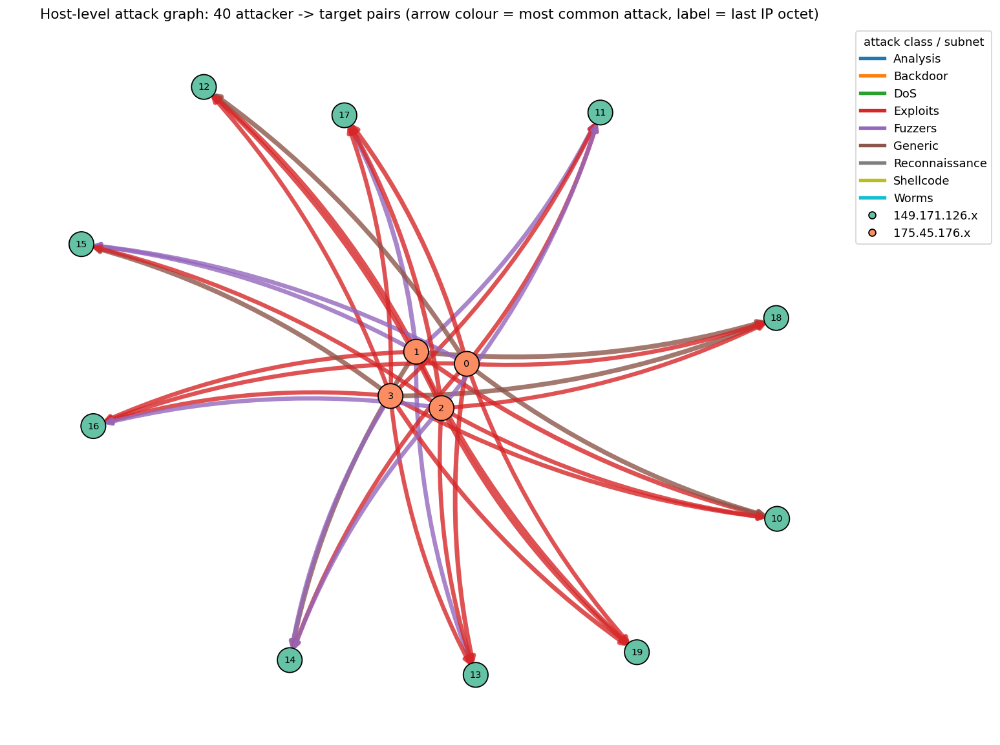 Host-level attack graph: 40 attacker -> target pairs (arrow colour = most common attack, label = last IP octet)
attack class / subnet
Analysis
Backdoor
DoS
Exploits
Fuzzers
Generic
Reconnaissance
Shellcode
Worms
149.171.126.x
175.45.176.x
12
17
11
15
18
1
0
3
2
16
10
14
19
13